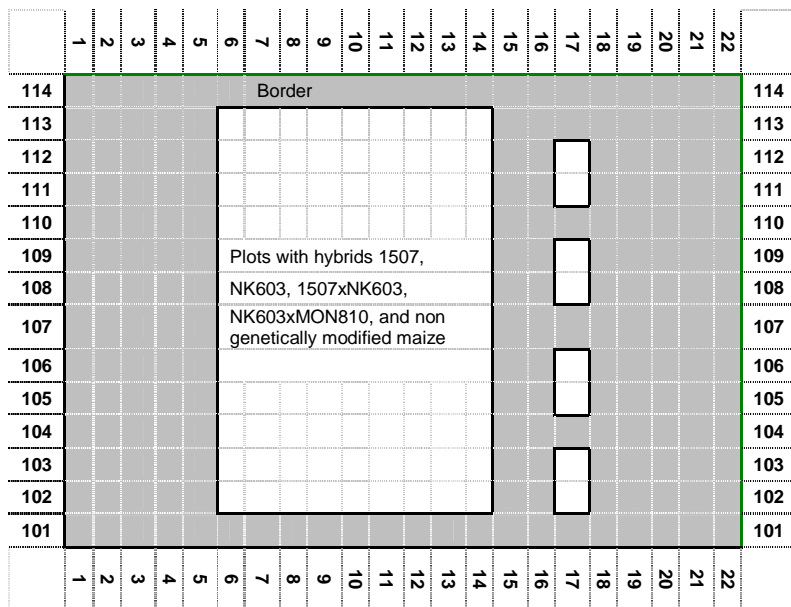 1 2 3 4 5 6 7 8 9 10 11 12 13 14 15 16 17 18 19 20 21 22
114 Border 114
113 113
112 112
111 111
110 110
109 Plots with hybrids 1507, 109
108 NK603, 1507xNK603, 108
107 NK603xMON810, and non 107
genetically modified maize
106 106
105 105
104 104
103 103
102 102
101 101
1 2 3 4 5 6 7 8 9 10 11 12 13 14 15 16 17 18 19 20 21 22